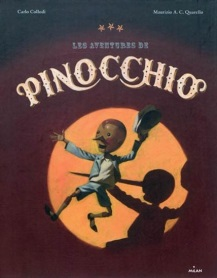 Carlo Collodi Maurizio A. C. Quarello
LES AVENTURES DE
PINOCCHIO
MILAN